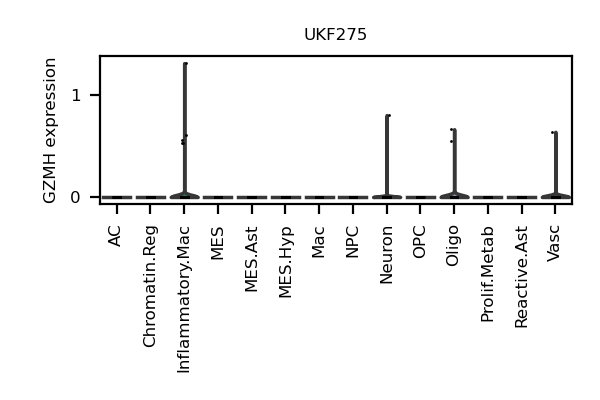 UKF275
GZMH expression
1
0
AC
Chromatin.Reg
Inflammatory.Mac
MES
MES.Ast
MES.Hyp
Mac
NPC
Neuron
OPC
Oligo
Prolif.Metab
Reactive.Ast
Vasc